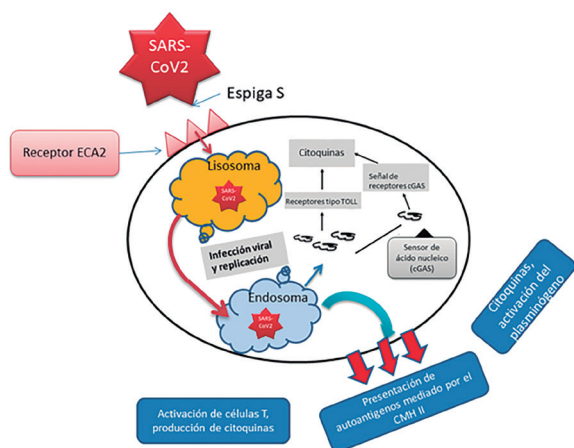 SARS-
CoV2
Espiga S
Receptor ECA2
Lisosoma
SARS-
CoV2
Citoquinas
Señal de
receptores cGAS
Receptores tipo TOLL
Infección viral
y replicación
Sensor de
ácido nucleico
(cGAS)
Endosoma
SARS-
CoV2
Citoquinas,
activación del
plasminógeno
Presentación de
autoantígenos mediado por el
CMH II
Activación de células T,
producción de citoquinas